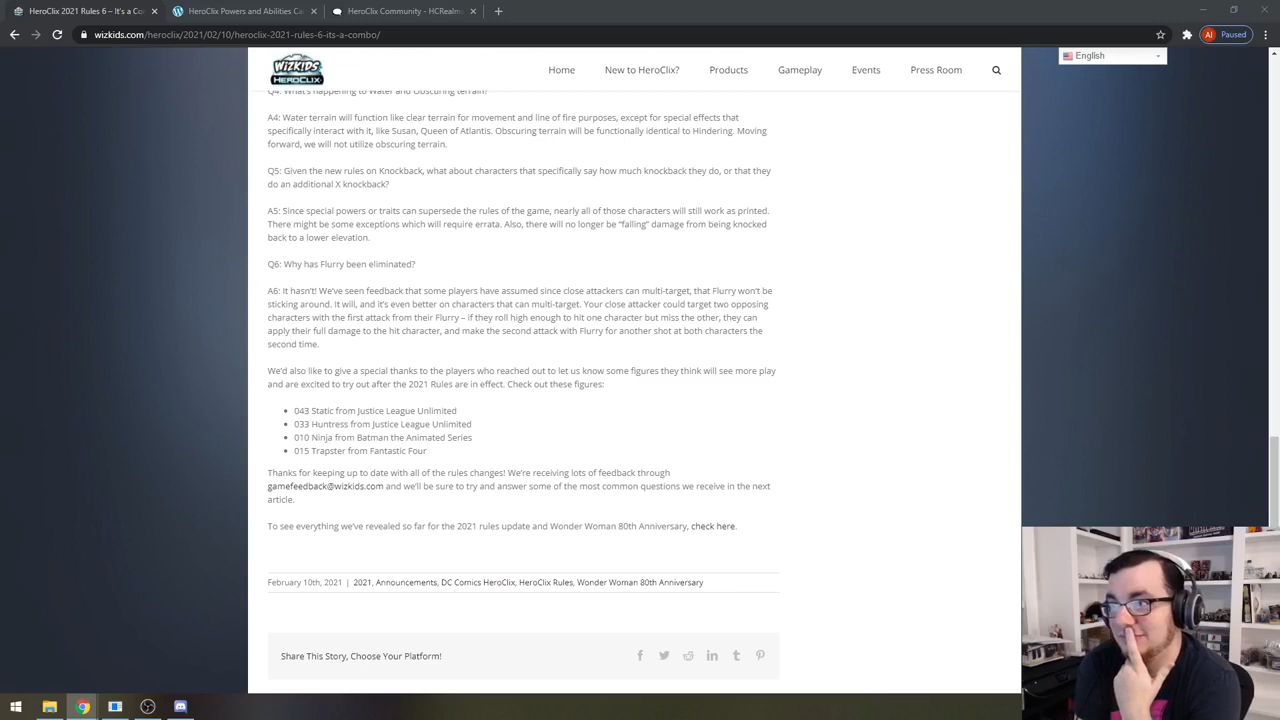 HeroClix 2021 Rules 6 – It's a Co
HeroClix Powers and Abilities Ca
HeroClix Community - HCRealm
wizkids.com/heroclix/2021/02/10/heroclix-2021-rules-6-its-a-combo/
AI Paused
WIZKIDS
HEROCLIX
Home New to HeroClix? Products Gameplay Events Press Room
English
Q4: What's happening to Water and Obscuring terrain?
A4: Water terrain will function like clear terrain for movement and line of fire purposes, except for special effects that
specifically interact with it, like Susan, Queen of Atlantis. Obscuring terrain will be functionally identical to Hindering. Moving
forward, we will not utilize obscuring terrain.
Q5: Given the new rules on Knockback, what about characters that specifically say how much knockback they do, or that they
do an additional X knockback?
A5: Since special powers or traits can supersede the rules of the game, nearly all of those characters will still work as printed.
There might be some exceptions which will require errata. Also, there will no longer be “falling” damage from being knocked
back to a lower elevation.
Q6: Why has Flurry been eliminated?
A6: It hasn't! We've seen feedback that some players have assumed since close attackers can multi-target, that Flurry won't be
sticking around. It will, and it's even better on characters that can multi-target. Your close attacker could target two opposing
characters with the first attack from their Flurry – if they roll high enough to hit one character but miss the other, they can
apply their full damage to the hit character, and make the second attack with Flurry for another shot at both characters the
second time.
We'd also like to give a special thanks to the players who reached out to let us know some figures they think will see more play
and are excited to try out after the 2021 Rules are in effect. Check out these figures:
• 043 Static from Justice League Unlimited
• 033 Huntress from Justice League Unlimited
• 010 Ninja from Batman the Animated Series
• 015 Trapster from Fantastic Four
Thanks for keeping up to date with all of the rules changes! We're receiving lots of feedback through
gamefeedback@wizkids.com and we'll be sure to try and answer some of the most common questions we receive in the next
article.
To see everything we've revealed so far for the 2021 rules update and Wonder Woman 80th Anniversary, check here.
February 10th, 2021 | 2021, Announcements, DC Comics HeroClix, HeroClix Rules, Wonder Woman 80th Anniversary
Share This Story, Choose Your Platform!